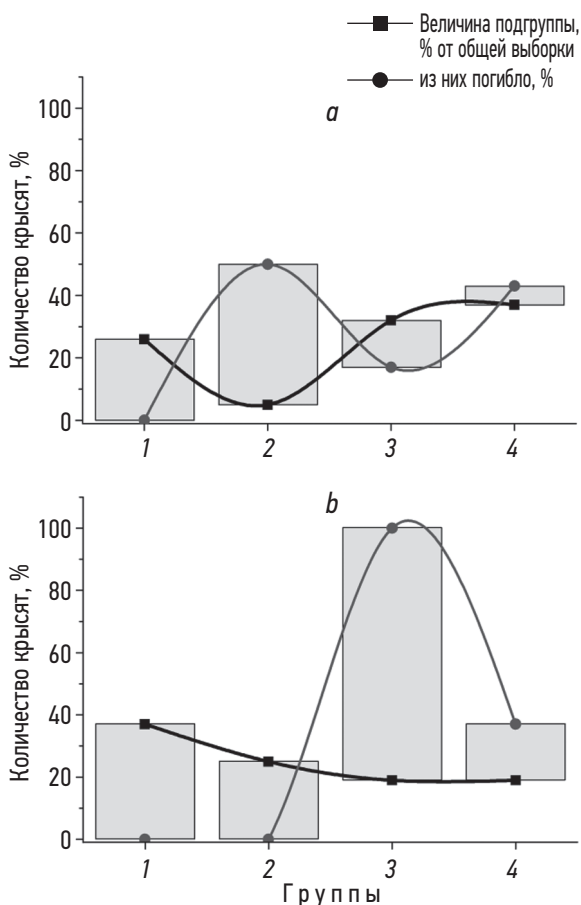 Величина подгруппы,
% от общей выборки
из них погибло, %
a
Количество крысят, %
100
80
60
40
20
0
1 2 3 4
b
Количество крысят, %
100
80
60
40
20
0
1 2 3 4
Группы